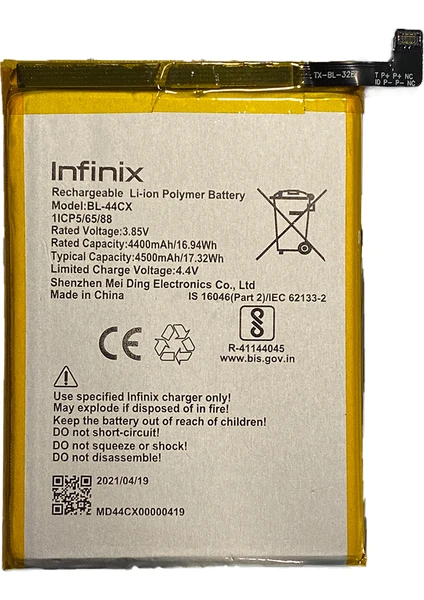 TX-BL-32E
T P+ P+ NC
ID P- P- NC
Infinix
Rechargeable Li-ion Polymer Battery
Model:BL-44CX
1ICP5/65/88
Rated Voltage:3.85V
Rated Capacity:4400mAh/16.94Wh
Typical Capacity:4500mAh/17.32Wh
Limited Charge Voltage:4.4V
Shenzhen Mei Ding Electronics Co., Ltd
Made in China IS 16046(Part 2)/IEC 62133-2
CE
R-41144045
www.bis.gov.in
Use specified Infinix charger only!
May explode if disposed of in fire!
Keep the battery out of reach of children!
DO not short-circuit!
DO not squeeze or shock!
DO not disassemble!
2021/04/19
MD44CX00000419